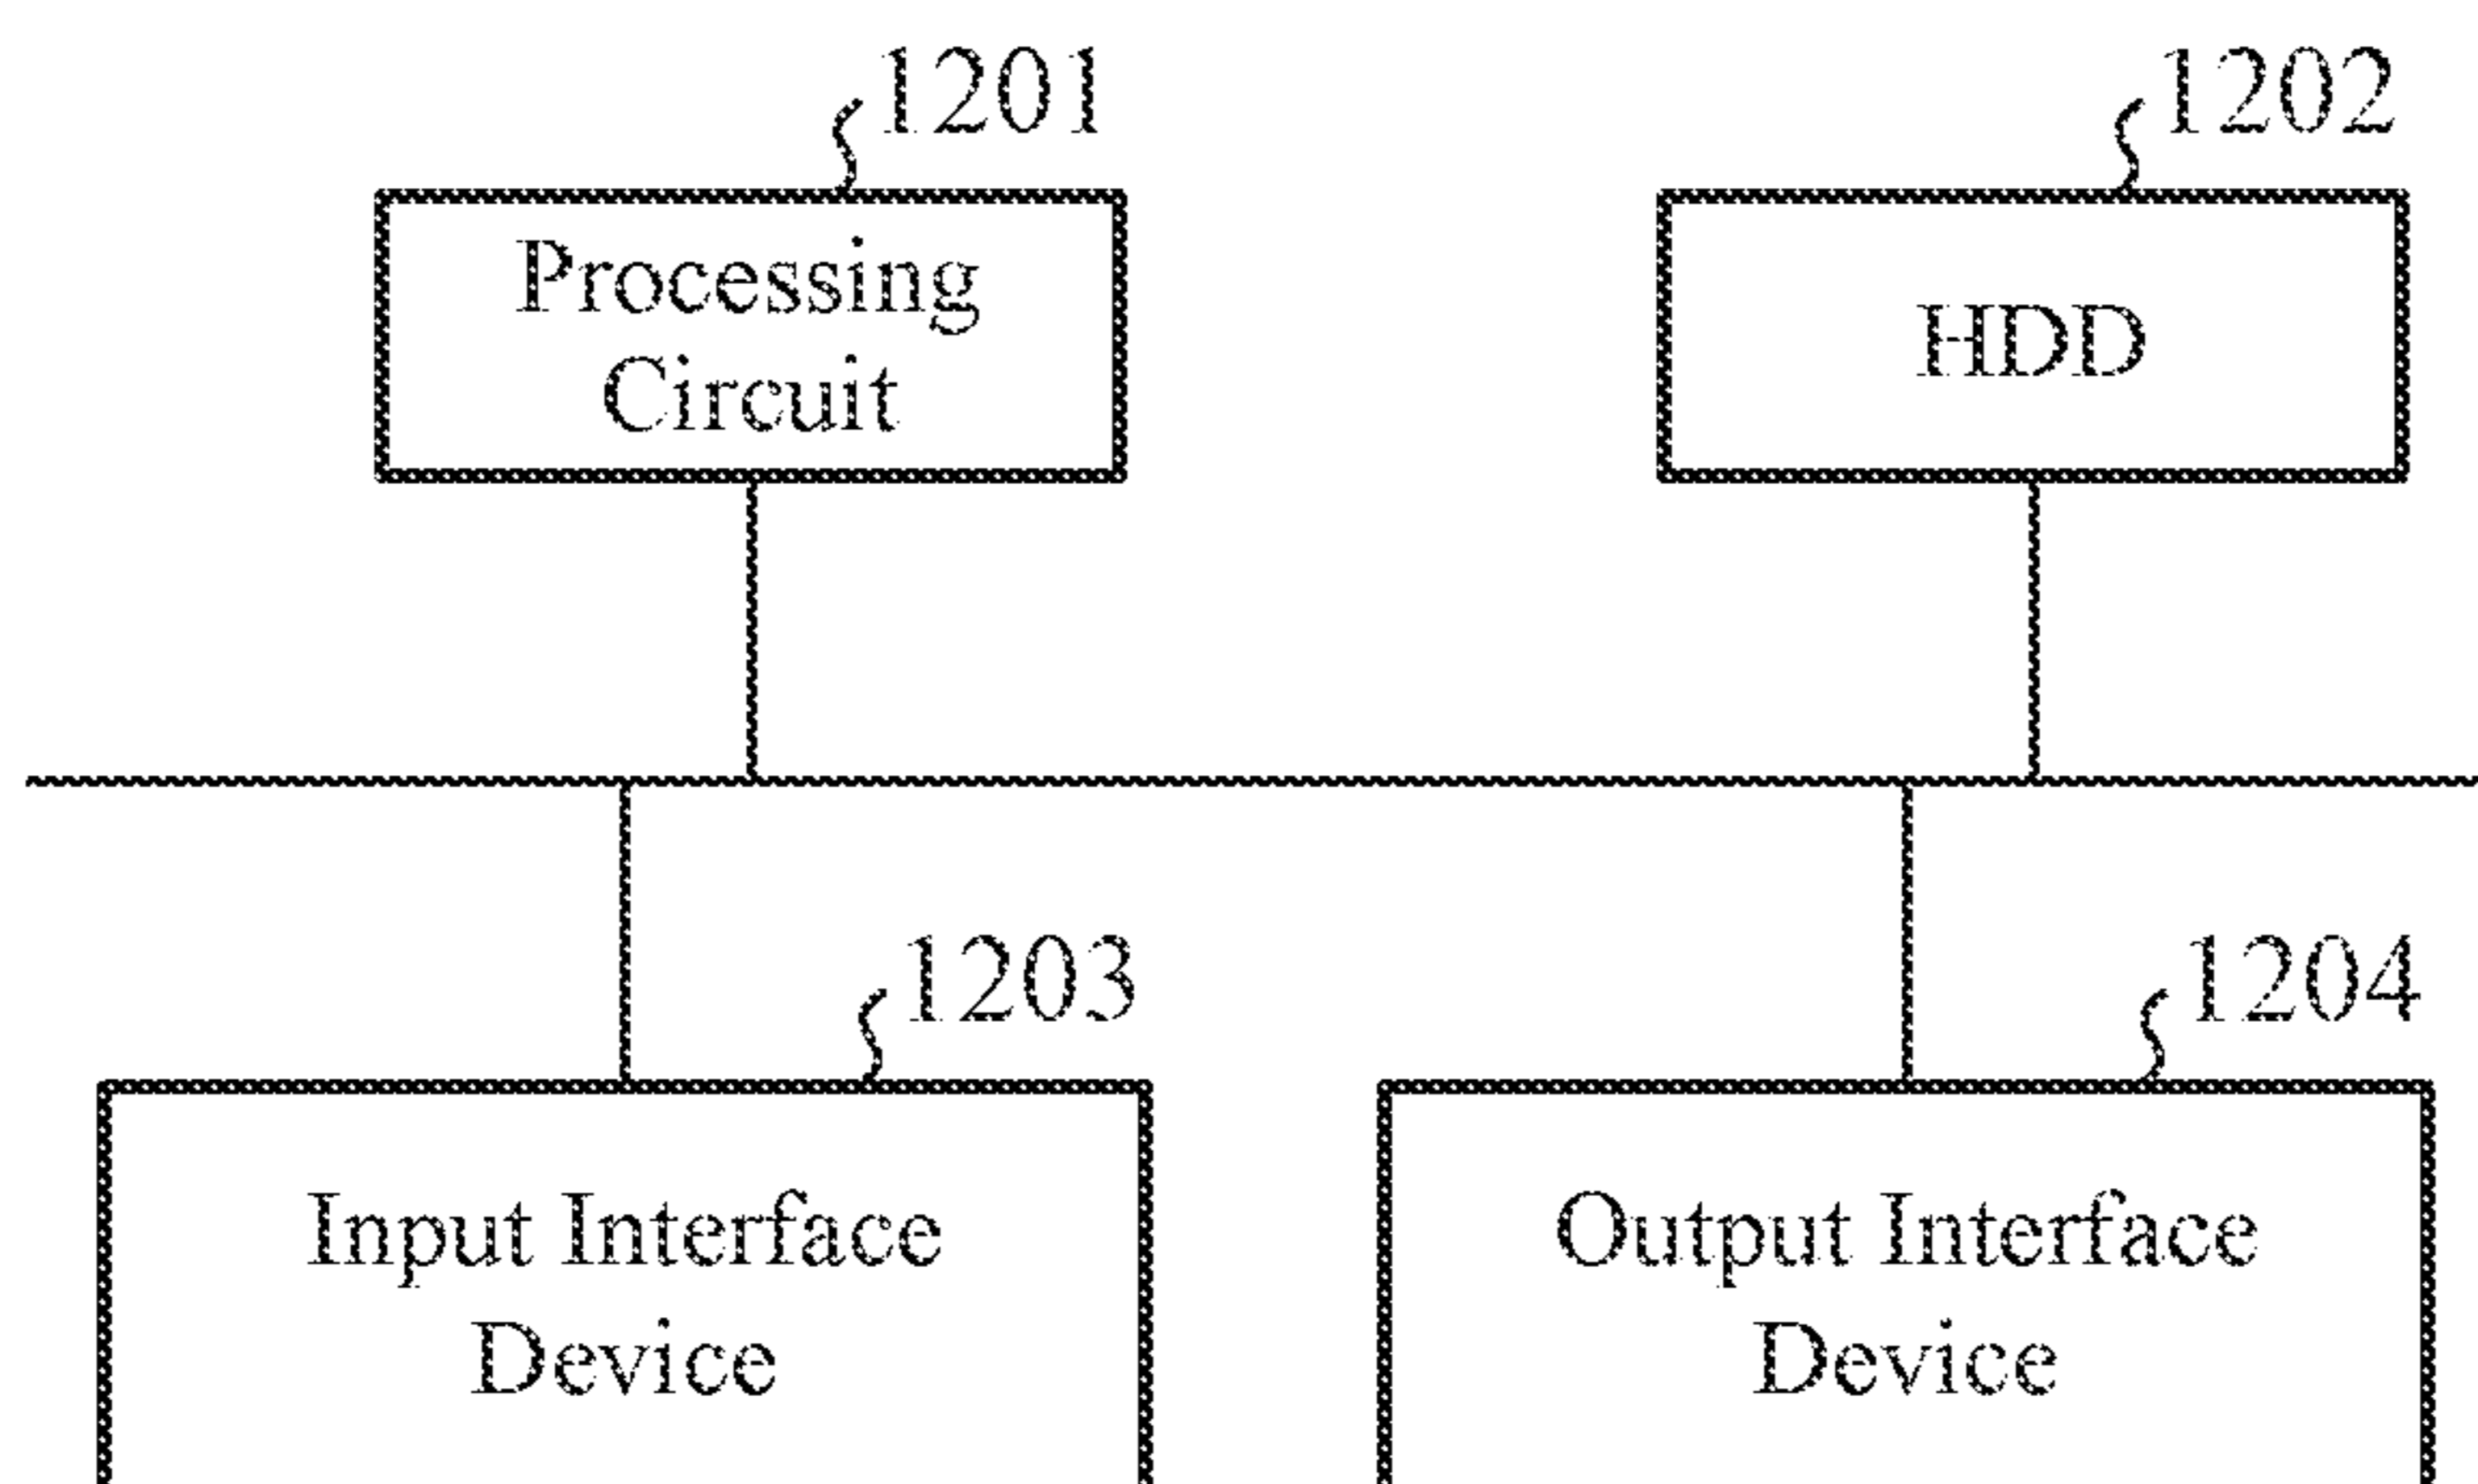 1201
1202
Processing
Circuit
HDD
1203
1204
Input Interface
Device
Output Interface
Device